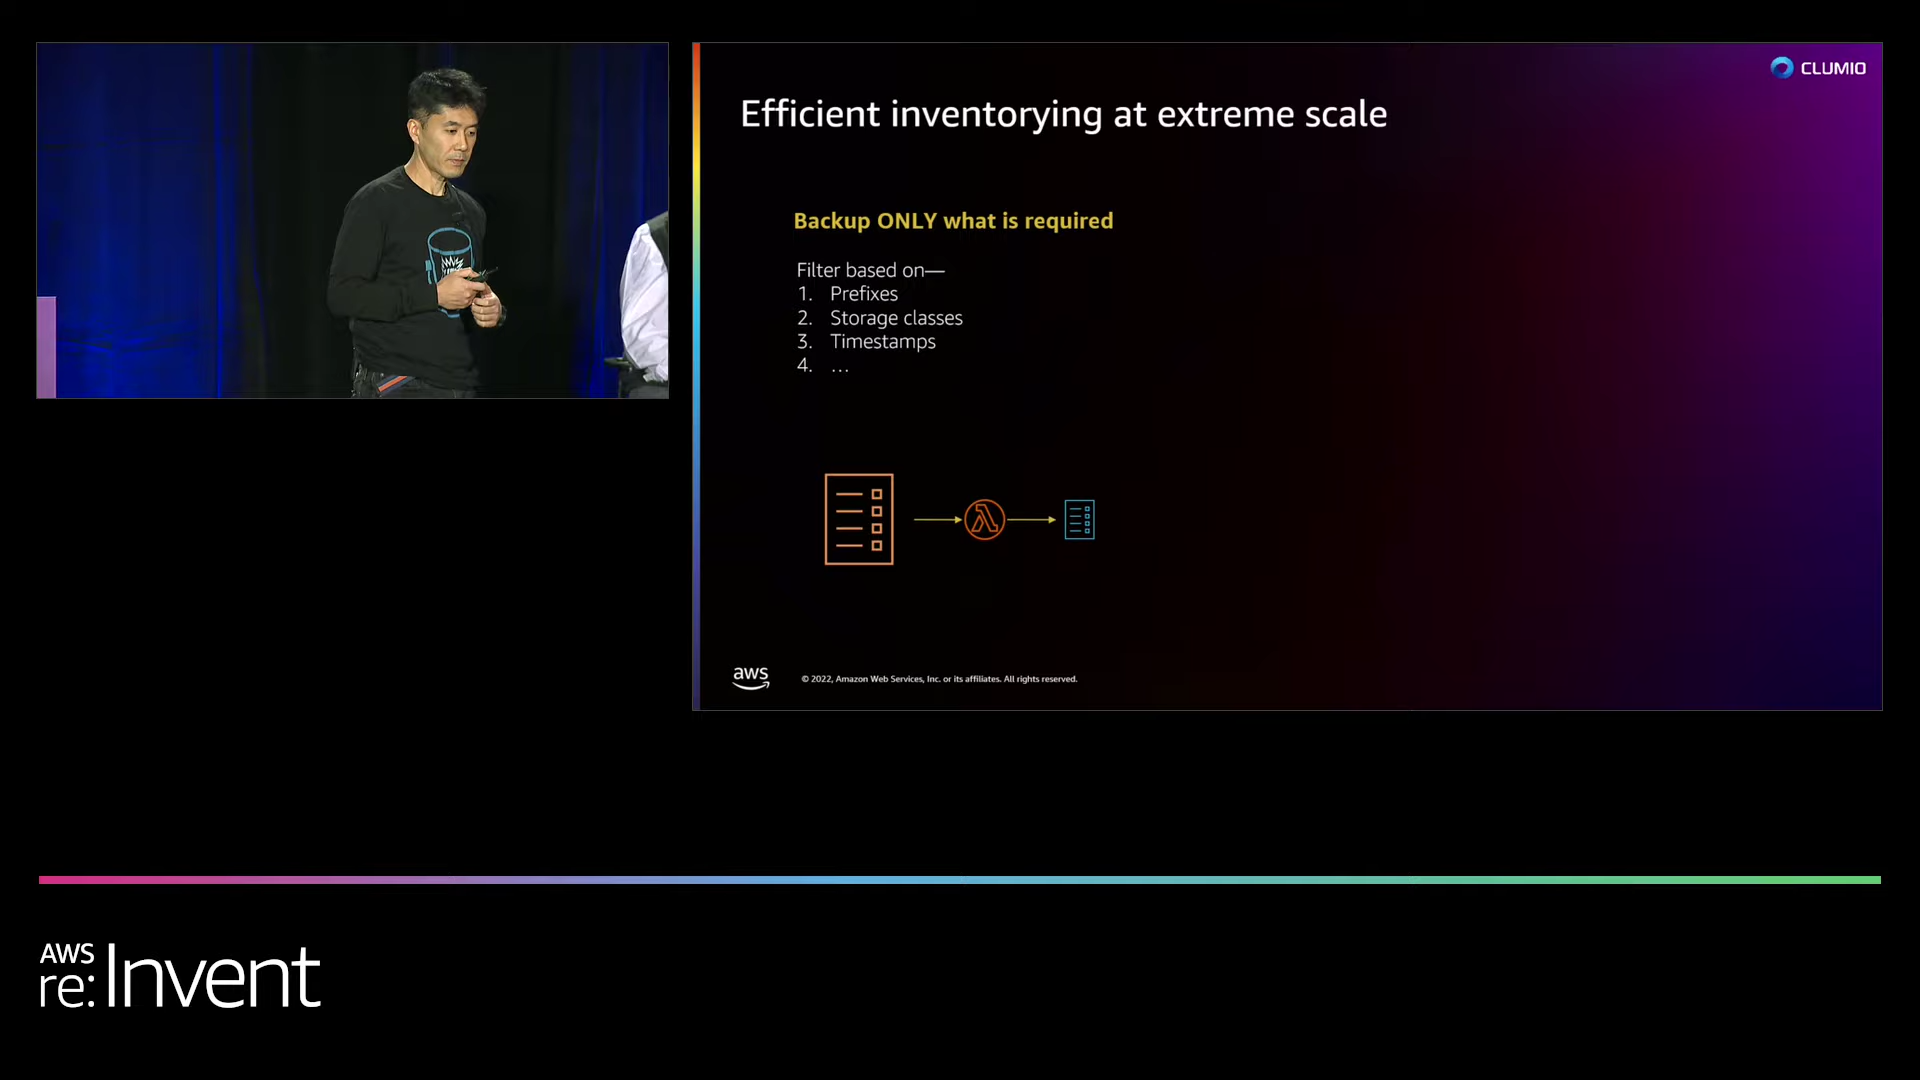 CLUMIO
Efficient inventorying at extreme scale
Backup ONLY what is required
Filter based on—
1. Prefixes
2. Storage classes
3. Timestamps
4. ...
aws
© 2022, Amazon Web Services, Inc. or its affiliates. All rights reserved.
AWS
re:Invent